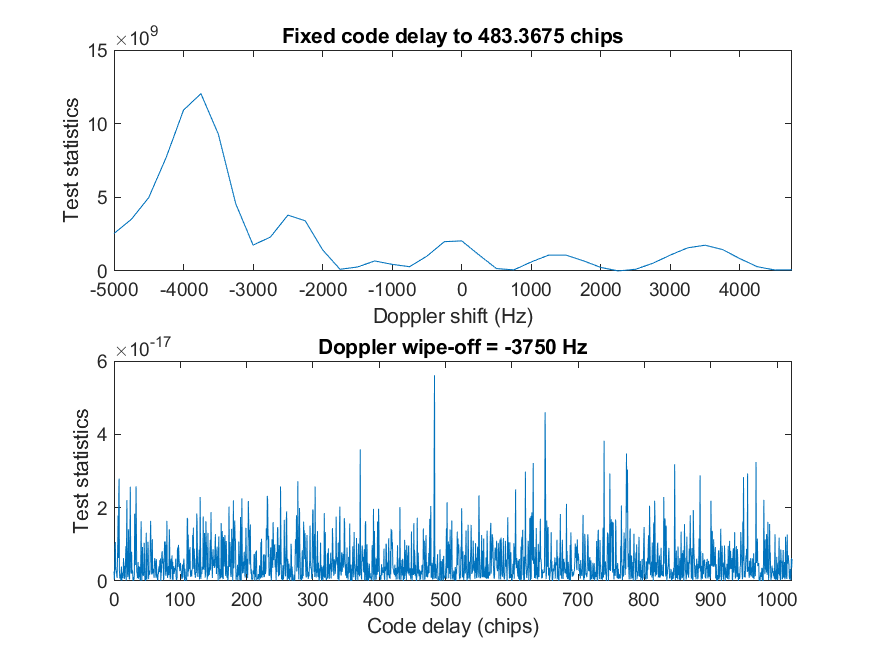 ×10^9
Fixed code delay to 483.3675 chips
15
10
5
0
Test statistics
-5000 -4000 -3000 -2000 -1000 0 1000 2000 3000 4000
Doppler shift (Hz)
×10^-17
Doppler wipe-off = -3750 Hz
6
4
2
0
Test statistics
0 100 200 300 400 500 600 700 800 900 1000
Code delay (chips)